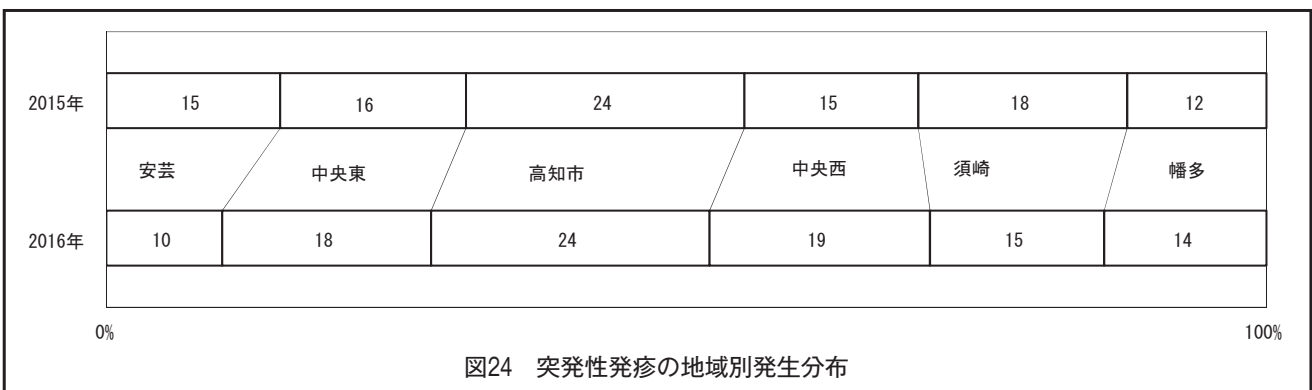 2015年 15 16 24 15 18 12
安芸 中央東 高知市 中央西 須崎 幡多
2016年 10 18 24 19 15 14
0% 100%
図24 突発性発疹の地域別発生分布